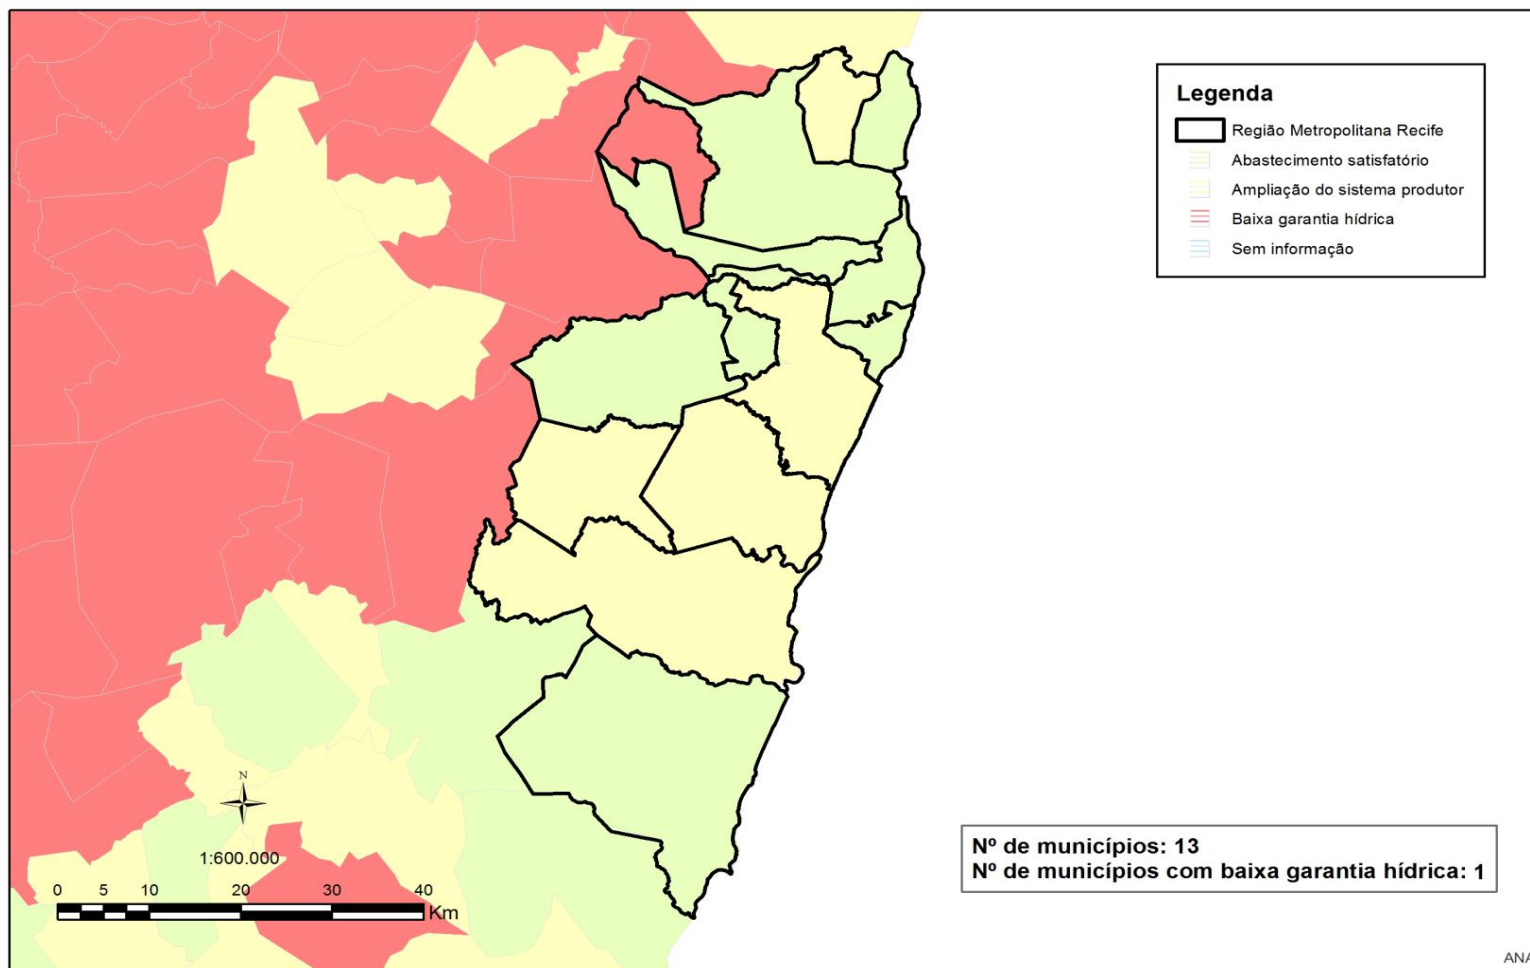 Legenda
Região Metropolitana Recife
Abastecimento satisfatório
Ampliação do sistema produtor
Baixa garantia hídrica
Sem informação
N
1:600.000
0 5 10 20 30 40
Km
Nº de municípios: 13
Nº de municípios com baixa garantia hídrica: 1
ANA